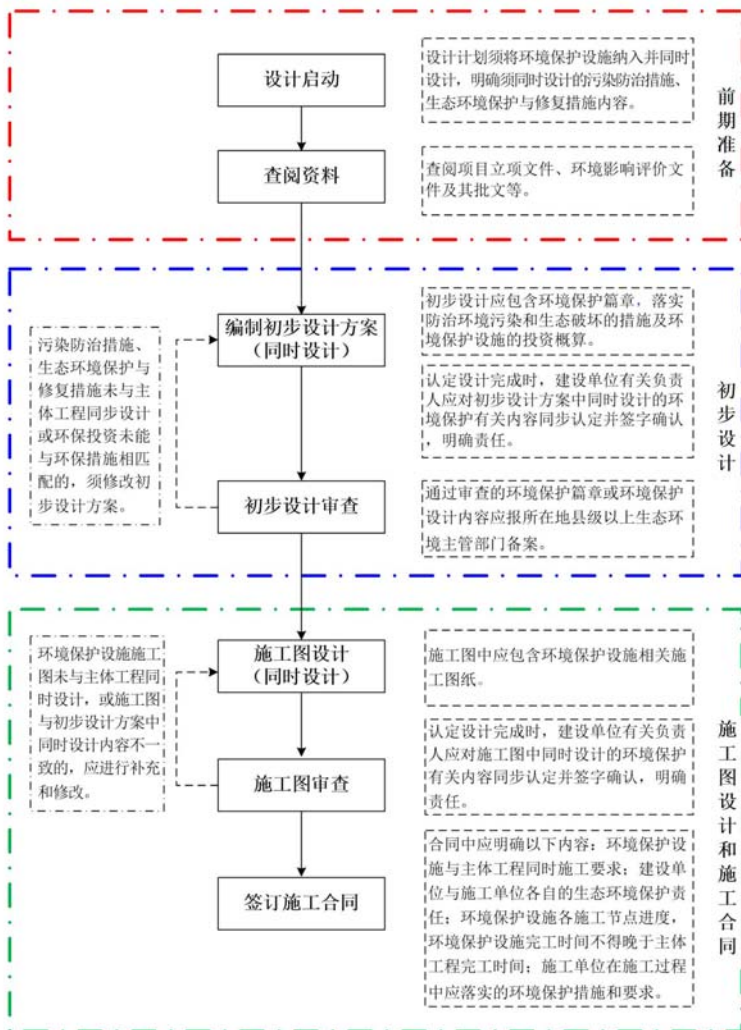 设计启动
设计计划须将环境保护设施纳入并同时
设计，明确须同时设计的污染防治措施、
生态环境保护与修复措施内容。
查阅资料
查阅项目立项文件、环境影响评价文
件及其批文等。
前期准备
编制初步设计方案
（同时设计）
初步设计应包含环境保护篇章，落实
防治环境污染和生态破坏的措施及环
境保护设施的投资概算。
污染防治措施、
生态环境保护与
修复措施未与主
体工程同步设计
或环保投资未能
与环保措施相匹
配的，须修改初
步设计方案。
认定设计完成时，建设单位有关负责
人应对初步设计方案中同时设计的环
境保护有关内容同步认定并签字确认
，明确责任。
初步设计审查
通过审查的环境保护篇章或环境保护
设计内容应报所在地县级以上生态环
境主管部门备案。
初步设计
施工图设计
（同时设计）
施工图中应包含环境保护设施相关施
工图纸。
环境保护设施施工
图未与主体工程同
时设计，或施工图
与初步设计方案中
同时设计内容不一
致的，应进行补充
和修改。
认定设计完成时，建设单位有关负责
人应对施工图中同时设计的环境保护
有关内容同步认定并签字确认，明确
责任。
施工图审查
签订施工合同
合同中应明确以下内容：环境保护设
施与主体工程同时施工要求；建设单
位与施工单位各自的生态环境保护责
任；环境保护设施各施工节点进度，
环境保护设施完工时间不得晚于主体
工程完工时间；施工单位在施工过程
中应落实的环境保护措施和要求。
施工图设计和施工合同